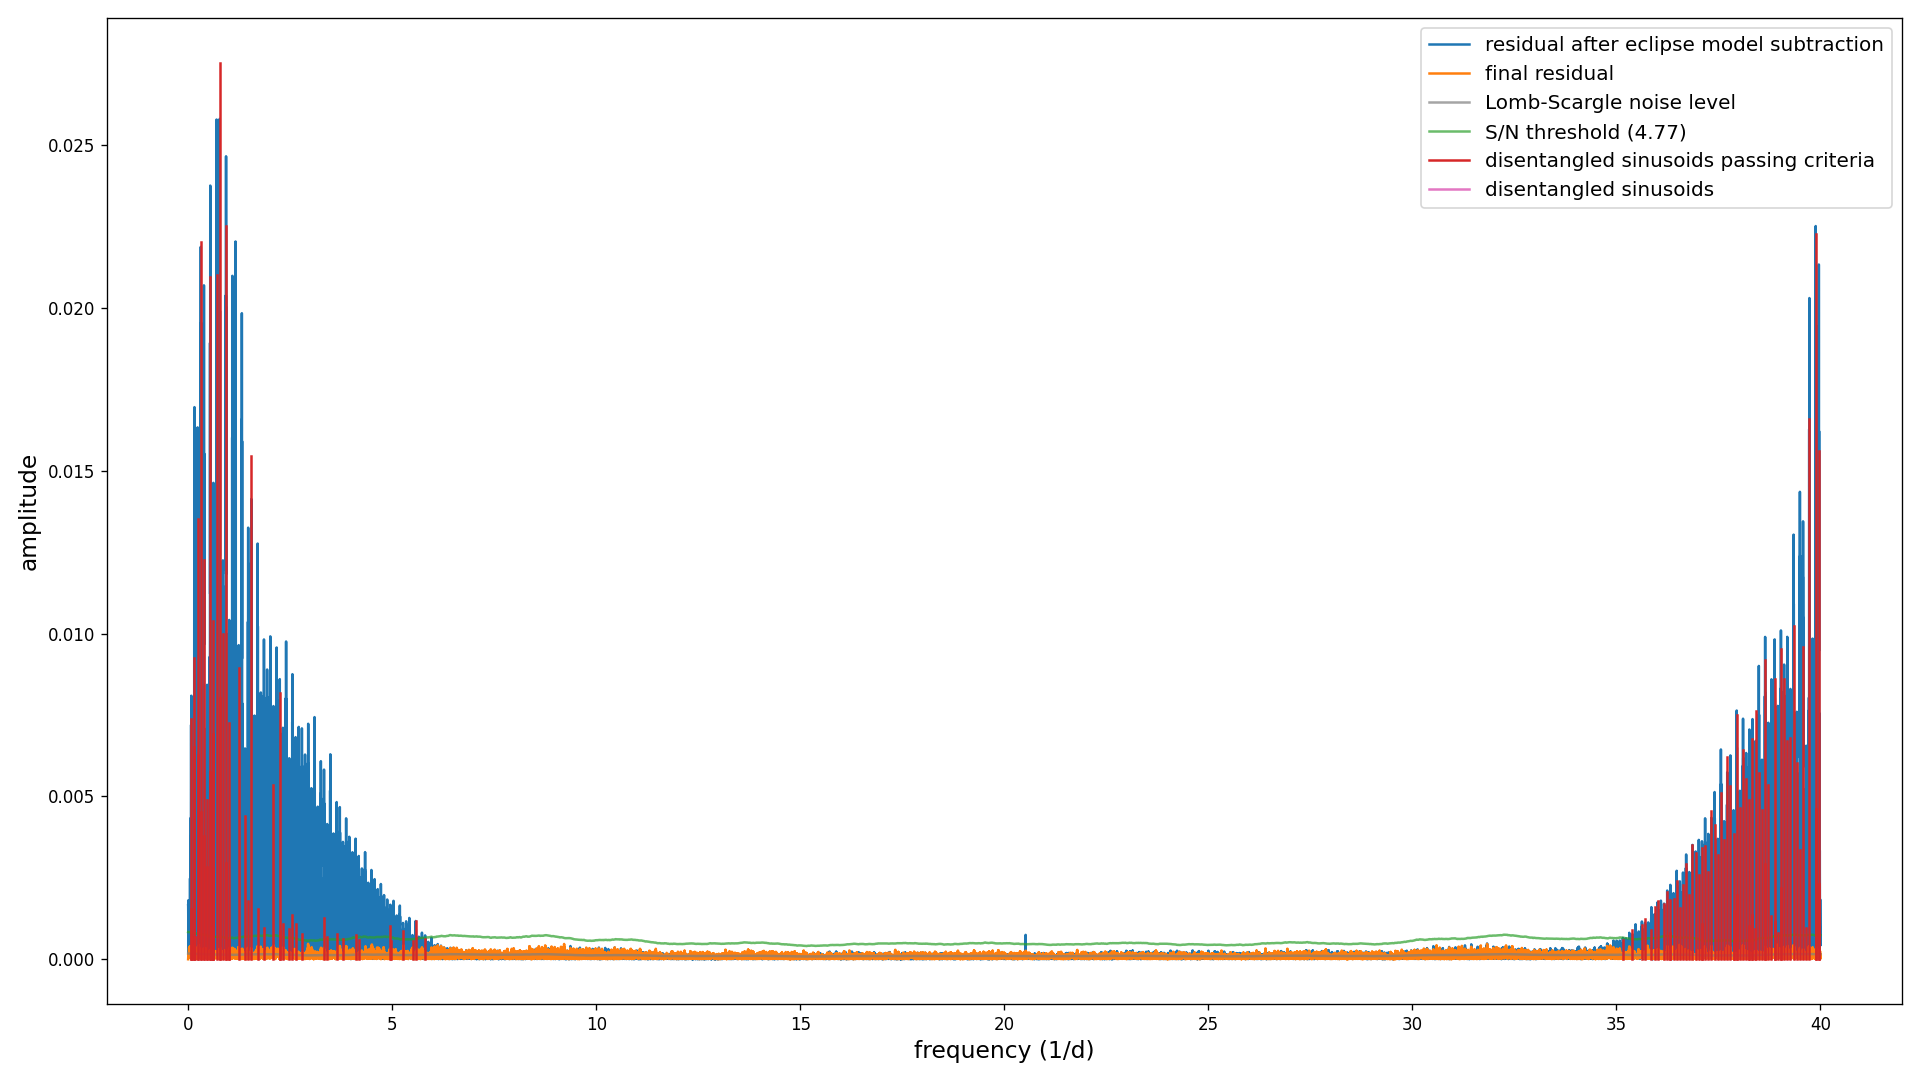 residual after eclipse model subtraction
final residual
Lomb-Scargle noise level
S/N threshold (4.77)
disentangled sinusoids passing criteria
disentangled sinusoids
amplitude
0.025
0.020
0.015
0.010
0.005
0.000
0 5 10 15 20 25 30 35 40
frequency (1/d)